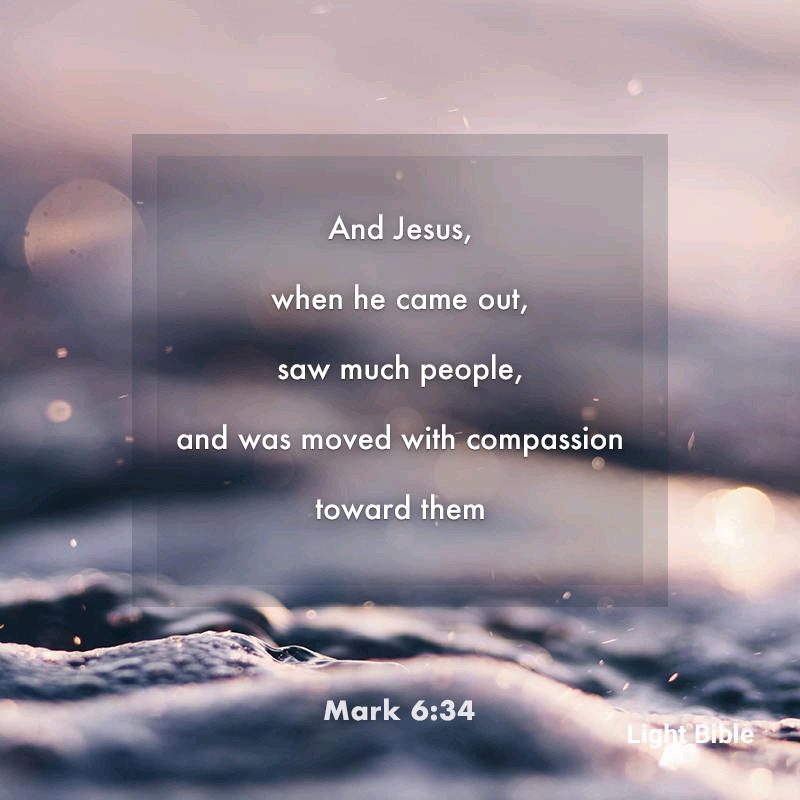 And Jesus,
when he came out,
saw much people,
and was moved with compassion
toward them
Mark 6:34
Light Bible